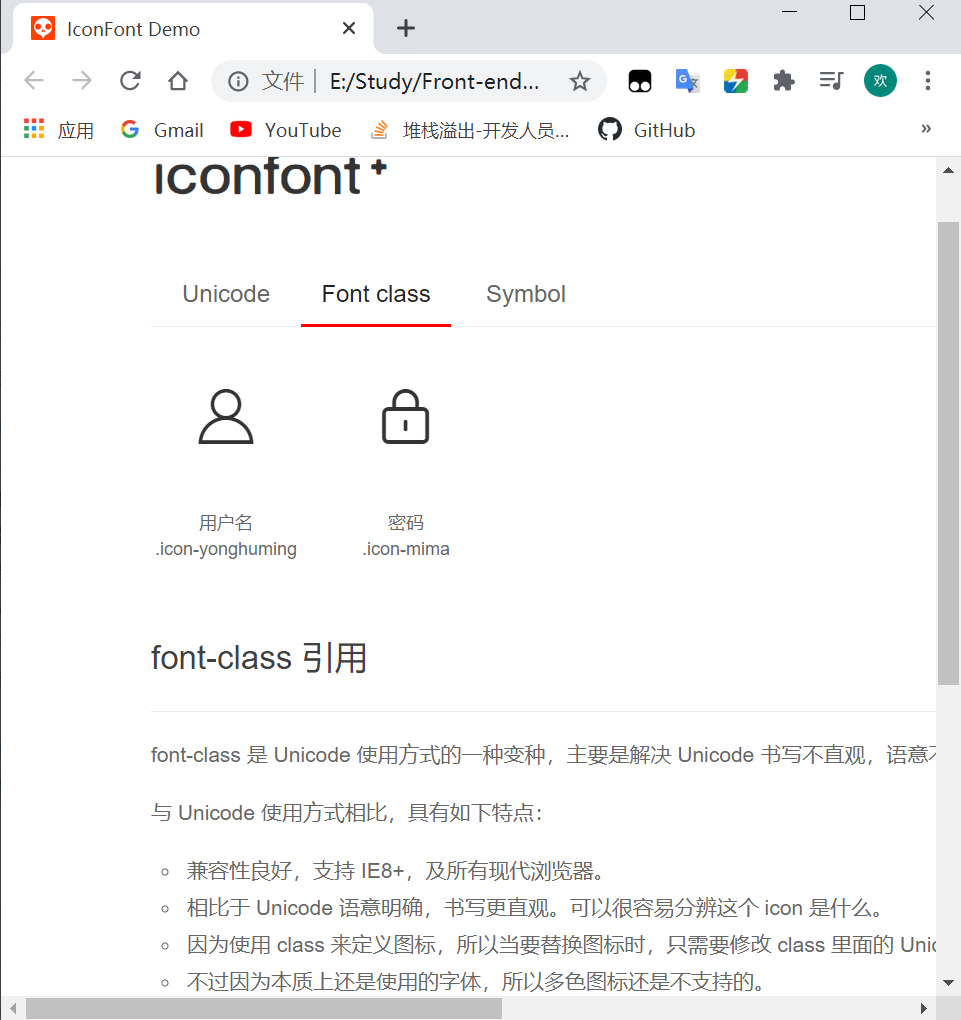 IconFont Demo
文件 E:/Study/Front-end...
欢
应用 Gmail YouTube 堆栈溢出-开发人员... GitHub
iconfont+
Unicode Font class Symbol
用户名 密码
.icon-yonghuming .icon-mima
font-class 引用
font-class 是 Unicode 使用方式的一种变种，主要是解决 Unicode 书写不直观，语意
与 Unicode 使用方式相比，具有如下特点：
兼容性良好，支持 IE8+，及所有现代浏览器。
相比于 Unicode 语意明确，书写更直观。可以很容易分辨这个 icon 是什么。
因为使用 class 来定义图标，所以当要替换图标时，只需要修改 class 里面的
不过因为本质上还是使用的字体，所以多色图标还是不支持的。